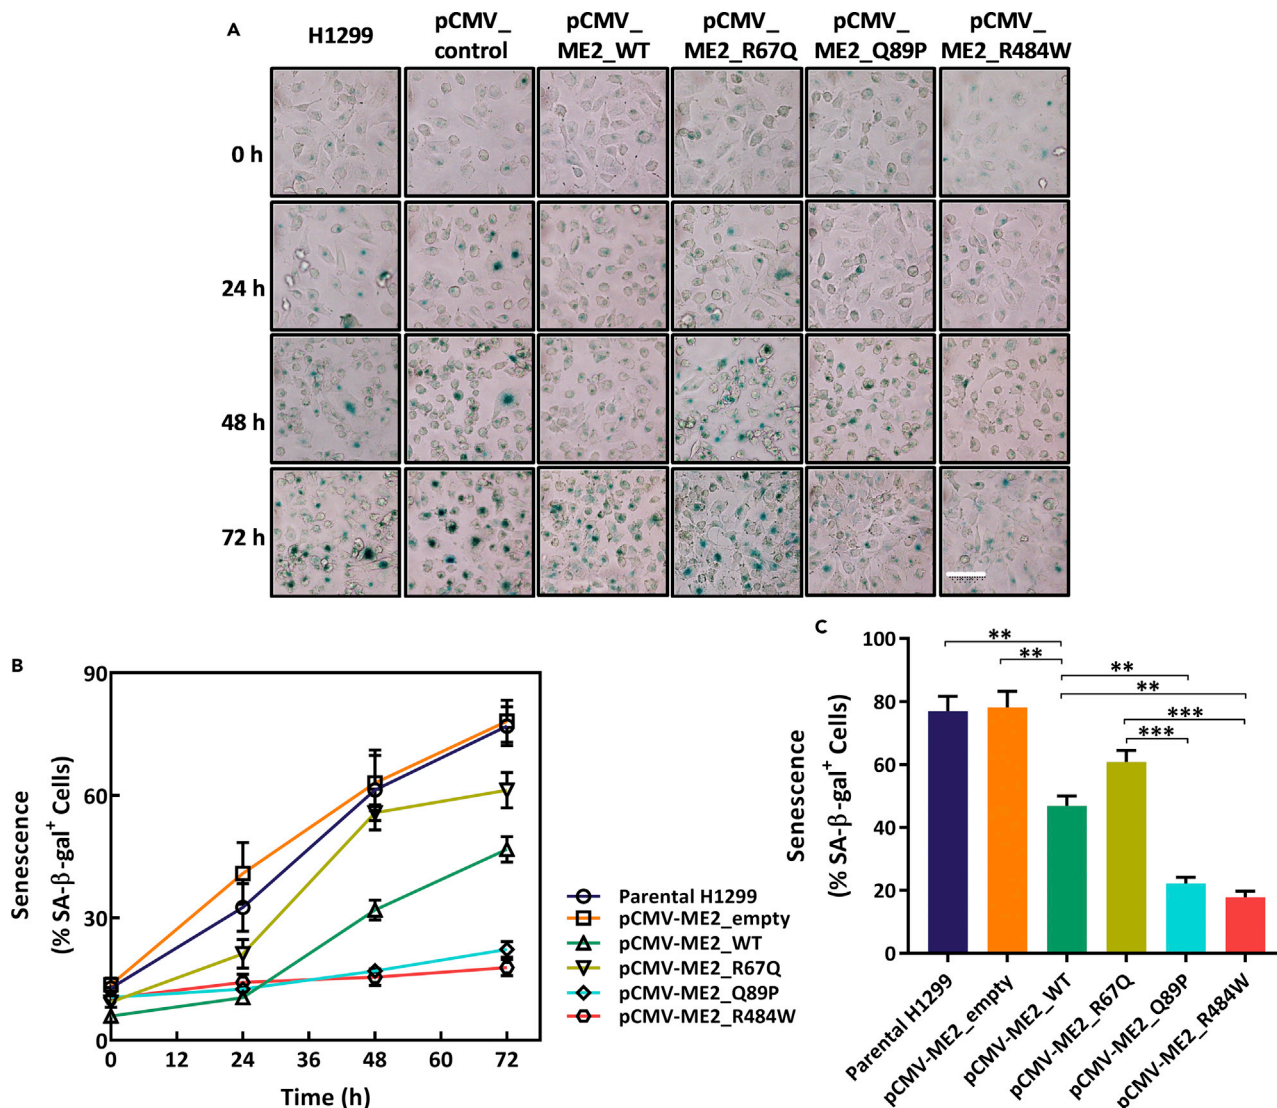 A
H1299
pCMV_
control
pCMV_
ME2_WT
pCMV_
ME2_R67Q
pCMV_
ME2_Q89P
pCMV_
ME2_R484W
0 h
24 h
48 h
72 h
B
Senescence
(% SA-β-gal+ Cells)
90
60
30
0
0 12 24 36 48 60 72
Time (h)
Parental H1299
pCMV-ME2_empty
pCMV-ME2_WT
pCMV-ME2_R67Q
pCMV-ME2_Q89P
pCMV-ME2_R484W
C
Senescence
(% SA-β-gal+ Cells)
100
80
60
40
20
0
**
**
**
**
***
***
Parental H1299
pCMV-ME2_empty
pCMV-ME2_WT
pCMV-ME2_R67Q
pCMV-ME2_Q89P
pCMV-ME2_R484W